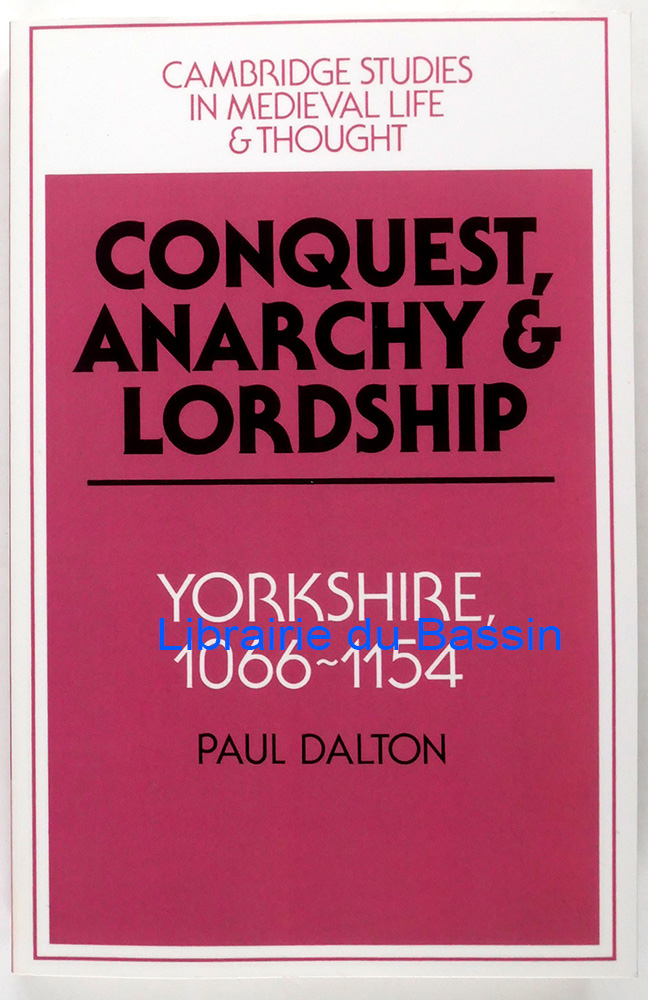 CAMBRIDGE STUDIES
IN MEDIEVAL LIFE
& THOUGHT
CONQUEST,
ANARCHY &
LORDSHIP
YORKSHIRE,
Librairie du Bassin
1066~1154
PAUL DALTON